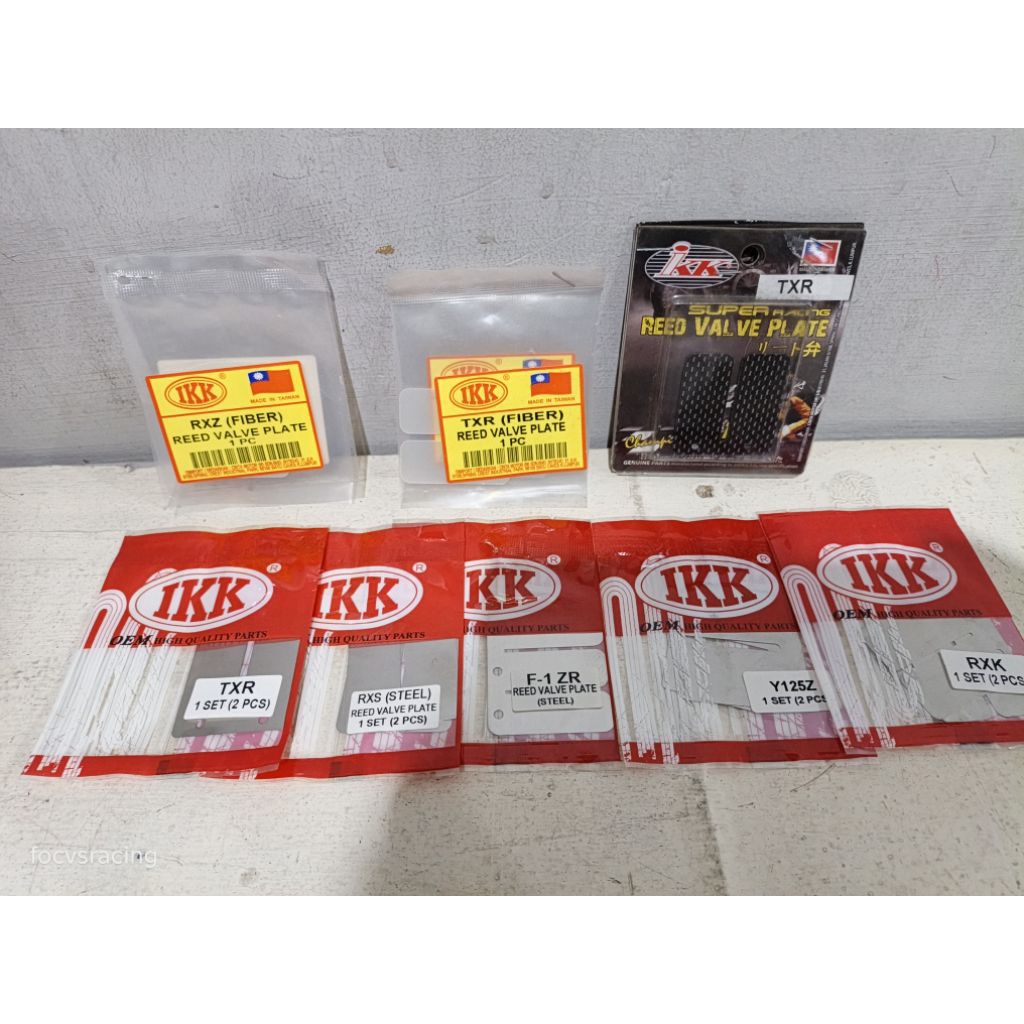 IKK ®
MADE IN TAIWAN
RXZ (FIBER)
REED VALVE PLATE
1 PC
IKK ®
MADE IN TAIWAN
TXR (FIBER)
REED VALVE PLATE
1 PC
IKK
TXR
SUPER RACING
REED VALVE PLATE
リード弁
Champ
GENUINE PARTS
IKK ®
OEM HIGH QUALITY PARTS
TXR
1 SET (2 PCS)
IKK ®
HIGH QUALITY PARTS
RXS (STEEL)
REED VALVE PLATE
1 SET (2 PCS)
IKK ®
HIGH QUALITY PARTS
F-1 ZR
REED VALVE PLATE
(STEEL)
IKK ®
OEM HIGH QUALITY PARTS
Y125Z
1 SET (2 PCS
IKK ®
OEM HIGH QUALITY PARTS
RXK
1 SET (2 PCS
focvsracing